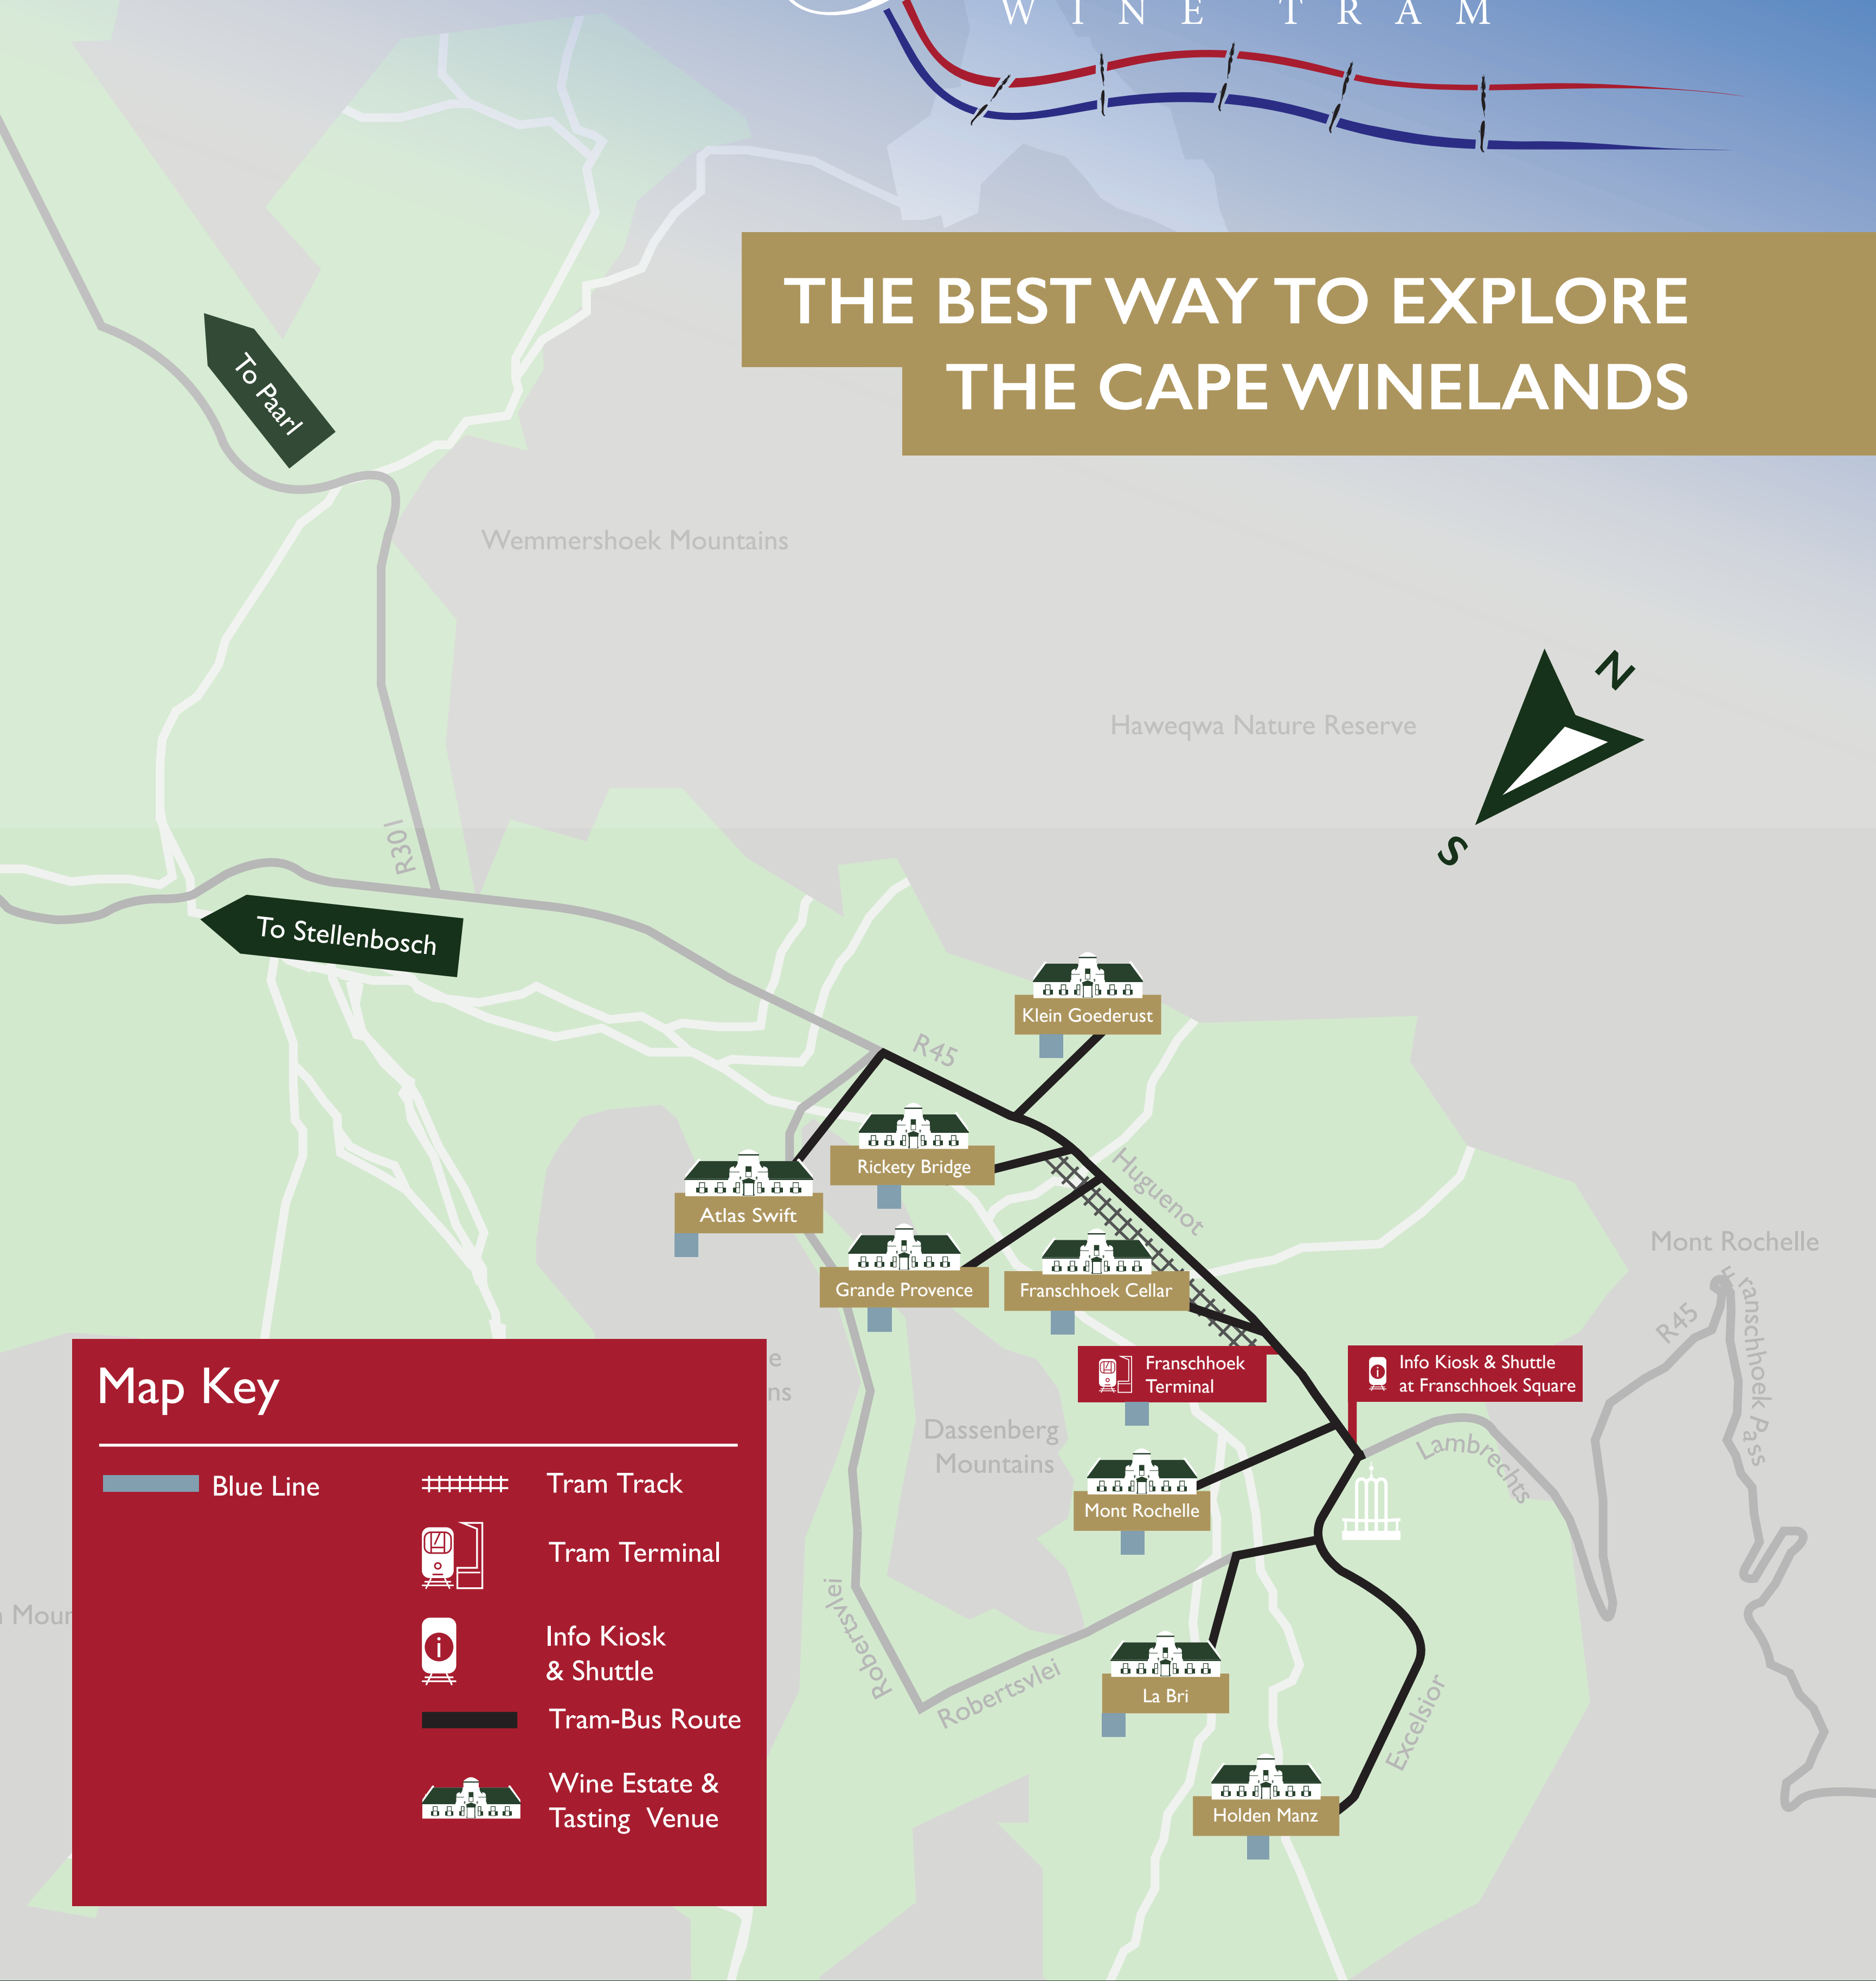 WINE TRAM
THE BEST WAY TO EXPLORE
THE CAPE WINELANDS
To Paarl
Wemmershoek Mountains
N
Haweqwa Nature Reserve
S
R301
To Stellenbosch
Klein Goederust
R45
Rickety Bridge
Huguenot
Atlas Swift
Grande Provence
Franschhoek Cellar
Mont Rochelle
R45
Franschhoek Pass
Franschhoek
Terminal
Info Kiosk & Shuttle
at Franschhoek Square
Dassenberg
Mountains
Lambrechts
Mont Rochelle
Robertsvlei
Robertsvlei
La Bri
Excelsior
Holden Manz
Map Key
Blue Line
Tram Track
Tram Terminal
Info Kiosk
& Shuttle
Tram-Bus Route
Wine Estate &
Tasting Venue